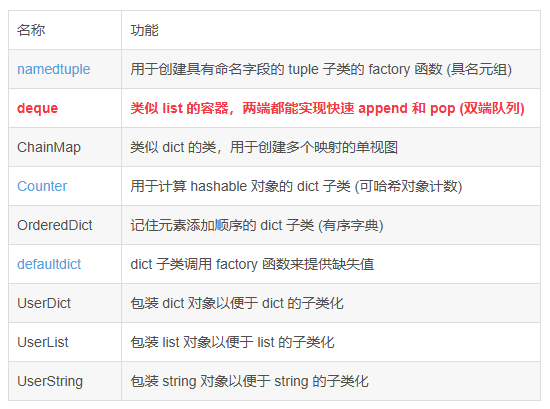 名称 功能
namedtuple 用于创建具有命名字段的 tuple 子类的 factory 函数 (具名元组)
deque 类似 list 的容器，两端都能实现快速 append 和 pop (双端队列)
ChainMap 类似 dict 的类，用于创建多个映射的单视图
Counter 用于计算 hashable 对象的 dict 子类 (可哈希对象计数)
OrderedDict 记住元素添加顺序的 dict 子类 (有序字典)
defaultdict dict 子类调用 factory 函数来提供缺失值
UserDict 包装 dict 对象以便于 dict 的子类化
UserList 包装 list 对象以便于 list 的子类化
UserString 包装 string 对象以便于 string 的子类化